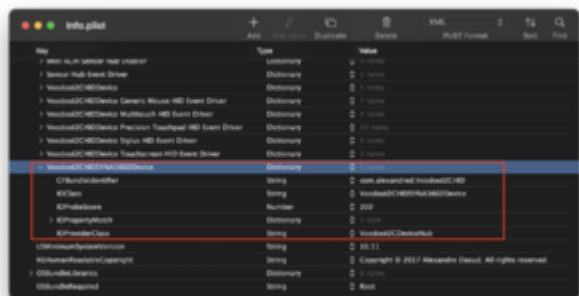 Info.plist
Add Duplicate Delete XML PLIST Format Sort Find
Key Type Value
Dictionary
> Sensor Hub Event Driver Dictionary
> VoodooI2CHIDDevice Dictionary
> VoodooI2CHIDDevice Generic Mouse HID Event Driver Dictionary
> VoodooI2CHIDDevice Multitouch HID Event Driver Dictionary
> VoodooI2CHIDDevice Precision Touchpad HID Event Driver Dictionary
> VoodooI2CHIDDevice Stylus HID Event Driver Dictionary
> VoodooI2CHIDDevice Touchscreen HID Event Driver Dictionary
VoodooI2CHIDSYNA3602Device Dictionary
CFBundleIdentifier String com.alexandred.VoodooI2CHID
IOClass String VoodooI2CHIDSYNA3602Device
IOProbeScore Number 200
> IOPropertyMatch Dictionary 1 item
IOProviderClass String VoodooI2CDeviceNub
LSMinimumSystemVersion String 10.11
NSHumanReadableCopyright String Copyright © 2017 Alexandre Daoud. All rights reserved.
> OSBundleLibraries Dictionary
OSBundleRequired String Root